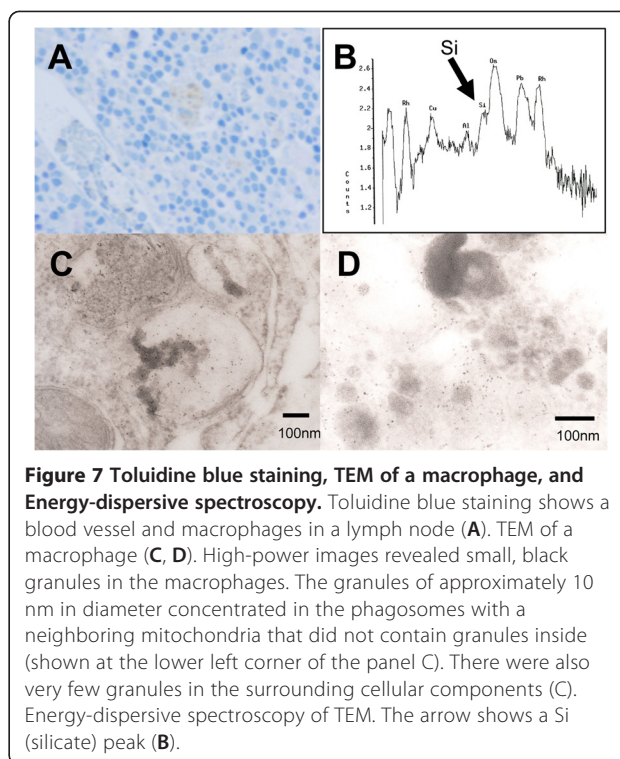 A
B
Si
Os
2.6
Pb
Rh
2.4
Rh
2.2
Cu
Si
2.0
Al
1.8
Counts
1.6
1.4
1.2
C
D
100nm
100nm
Figure 7 Toluidine blue staining, TEM of a macrophage, and
Energy-dispersive spectroscopy. Toluidine blue staining shows a
blood vessel and macrophages in a lymph node (A). TEM of a
macrophage (C, D). High-power images revealed small, black
granules in the macrophages. The granules of approximately 10
nm in diameter concentrated in the phagosomes with a
neighboring mitochondria that did not contain granules inside
(shown at the lower left corner of the panel C). There were also
very few granules in the surrounding cellular components (C).
Energy-dispersive spectroscopy of TEM. The arrow shows a Si
(silicate) peak (B).